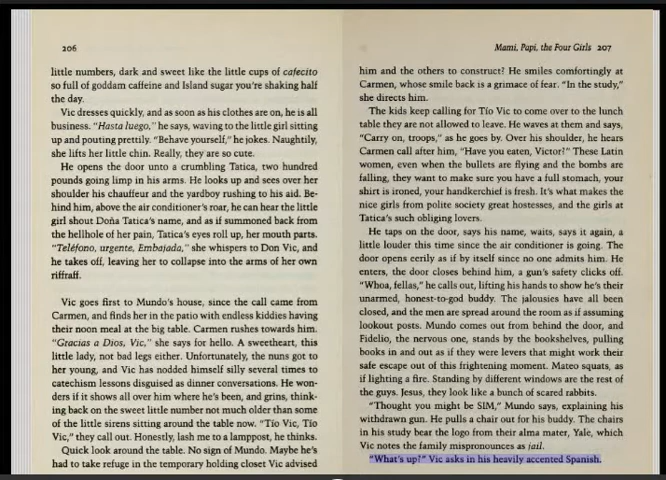 206
little numbers, dark and sweet like the little cups of cafecito
so full of goddam caffeine and Island sugar you're shaking half
the day.
Vic dresses quickly, and as soon as his clothes are on, he is all
business. "Hasta luego," he says, waving to the little girl sitting
up and pouting prettily. "Behave yourself," he jokes. Naughtily,
she lifts her little chin. Really, they are so cute.
He opens the door unto a crumbling Tatica, two hundred
pounds going limp in his arms. He looks up and sees over her
shoulder his chauffeur and the yardboy rushing to his aid. Be-
hind him, above the air conditioner's roar, he can hear the little
girl shout Doña Tatica's name, and as if summoned back from
the hellhole of her pain, Tatica's eyes roll up, her mouth parts.
"Teléfono, urgente, Embajada," she whispers to Don Vic, and
he takes off, leaving her to collapse into the arms of her own
riffraff.
Vic goes first to Mundo's house, since the call came from
Carmen, and finds her in the patio with endless kiddies having
their noon meal at the big table. Carmen rushes towards him.
"Gracias a Dios, Vic," she says for hello. A sweetheart, this
little lady, not bad legs either. Unfortunately, the nuns got to
her young, and Vic has nodded himself silly several times to
catechism lessons disguised as dinner conversations. He won-
ders if it shows all over him where he's been, and grins, think-
ing back on the sweet little number not much older than some
of the little sirens sitting around the table now. "Tío Vic, Tío
Vic," they call out. Honestly, lash me to a lamppost, he thinks.
Quick look around the table. No sign of Mundo. Maybe he's
had to take refuge in the temporary holding closet Vic advised
Mami, Papi, the Four Girls 207
him and the others to construct? He smiles comfortingly at
Carmen, whose smile back is a grimace of fear. "In the study,"
she directs him.
The kids keep calling for Tío Vic to come over to the lunch
table they are not allowed to leave. He waves at them and says,
"Carry on, troops," as he goes by. Over his shoulder, he hears
Carmen call after him, "Have you eaten, Victor?" These Latin
women, even when the bullets are flying and the bombs are
falling, they want to make sure you have a full stomach, your
shirt is ironed, your handkerchief is fresh. It's what makes the
nice girls from polite society great hostesses, and the girls at
Tatica's such obliging lovers.
He taps on the door, says his name, waits, says it again, a
little louder this time since the air conditioner is going. The
door opens eerily as if by itself since no one admits him. He
enters, the door closes behind him, a gun's safety clicks off.
"Whoa, fellas," he calls out, lifting his hands to show he's their
unarmed, honest-to-god buddy. The jalousies have all been
closed, and the men are spread around the room as if assuming
lookout posts. Mundo comes out from behind the door, and
Fidelio, the nervous one, stands by the bookshelves, pulling
books in and out as if they were levers that might work their
safe escape out of this frightening moment. Mateo squats, as
if lighting a fire. Standing by different windows are the rest of
the guys. Jesus, they look like a bunch of scared rabbits.
"Thought you might be SIM," Mundo says, explaining his
withdrawn gun. He pulls a chair out for his buddy. The chairs
in his study bear the logo from their alma mater, Yale, which
Vic notes the family mispronounces as jail.
"What's up?" Vic asks in his heavily accented Spanish.